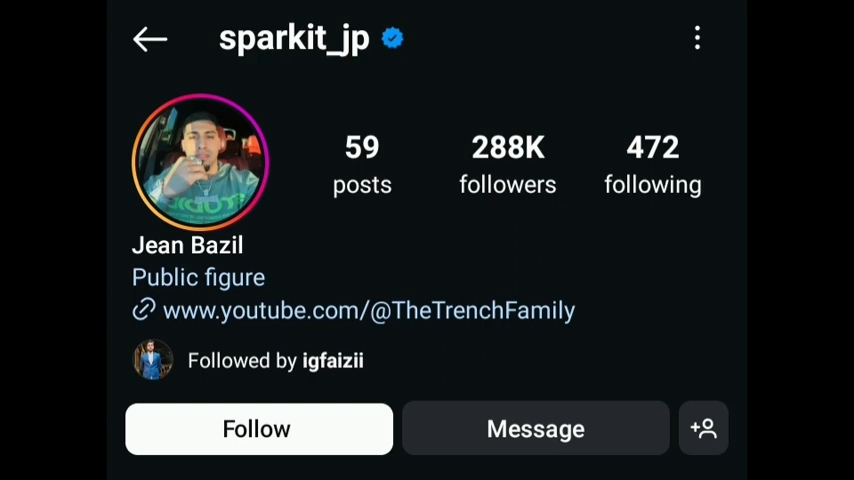 sparkit_jp
59 288K 472
posts followers following
Jean Bazil
Public figure
www.youtube.com/@TheTrenchFamily
Followed by igfaizii
Follow Message